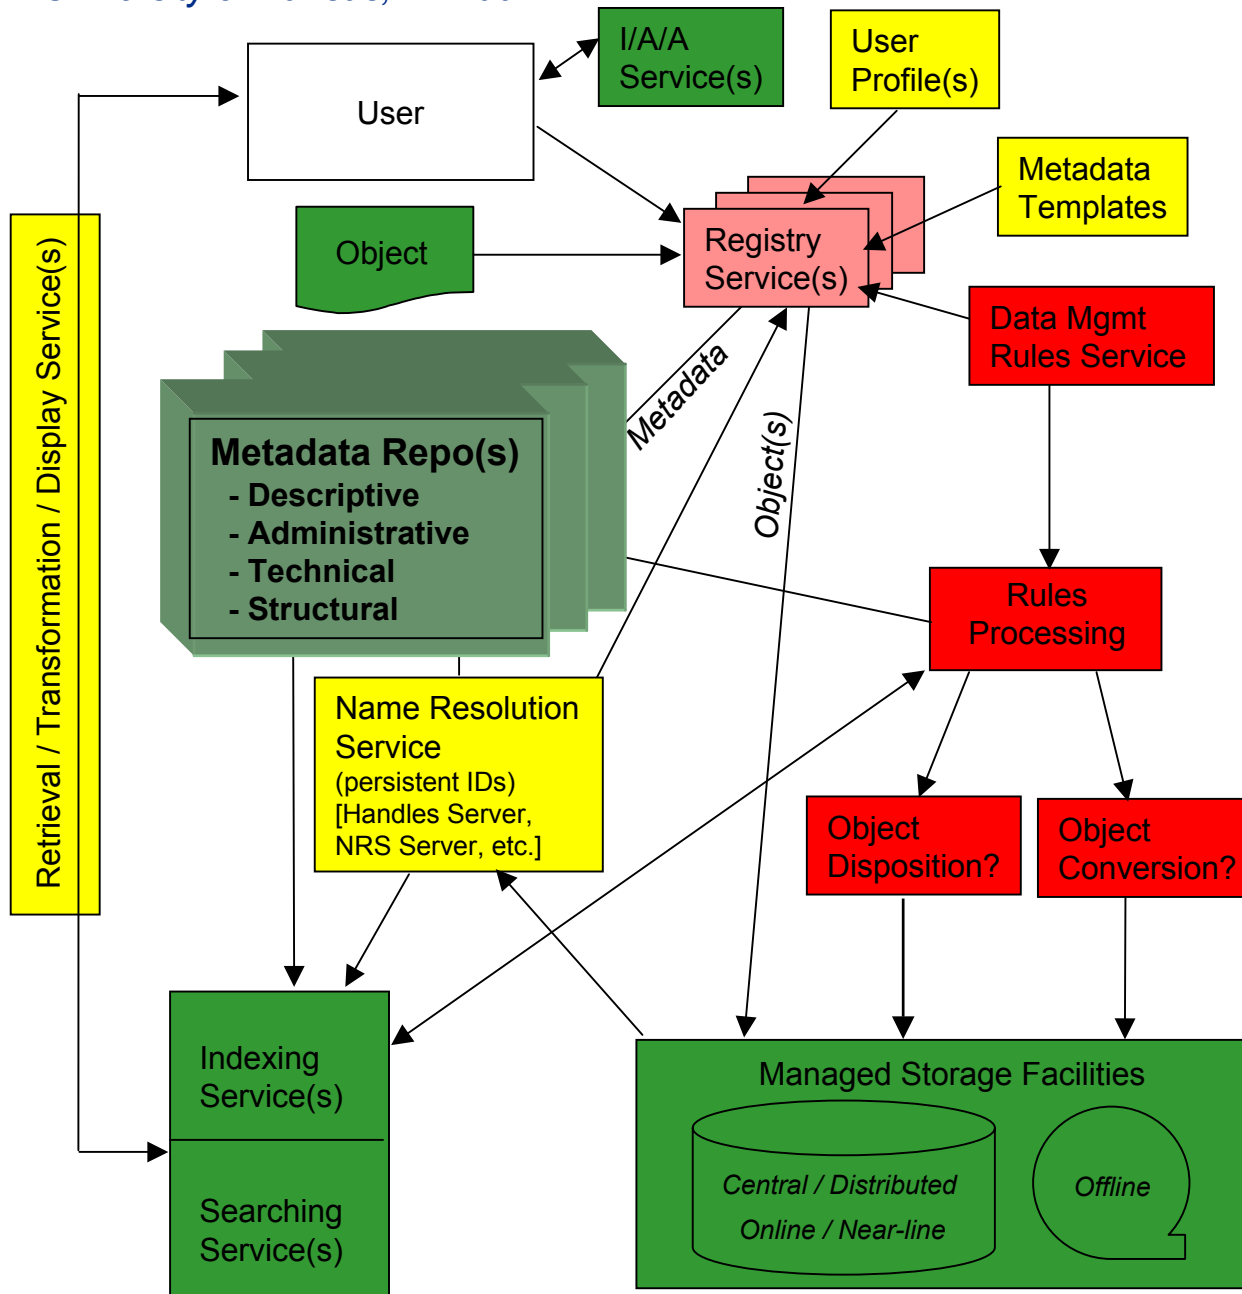 I/A/A
Service(s)
User
Profile(s)
User
Metadata
Templates
Object
Registry
Service(s)
Data Mgmt
Rules Service
Retrieval / Transformation / Display Service(s)
Metadata
Object(s)
Metadata Repo(s)
- Descriptive
- Administrative
- Technical
- Structural
Rules
Processing
Name Resolution
Service
(persistent IDs)
[Handles Server,
NRS Server, etc.]
Object
Disposition?
Object
Conversion?
Indexing
Service(s)
Searching
Service(s)
Managed Storage Facilities
Central / Distributed
Online / Near-line
Offline